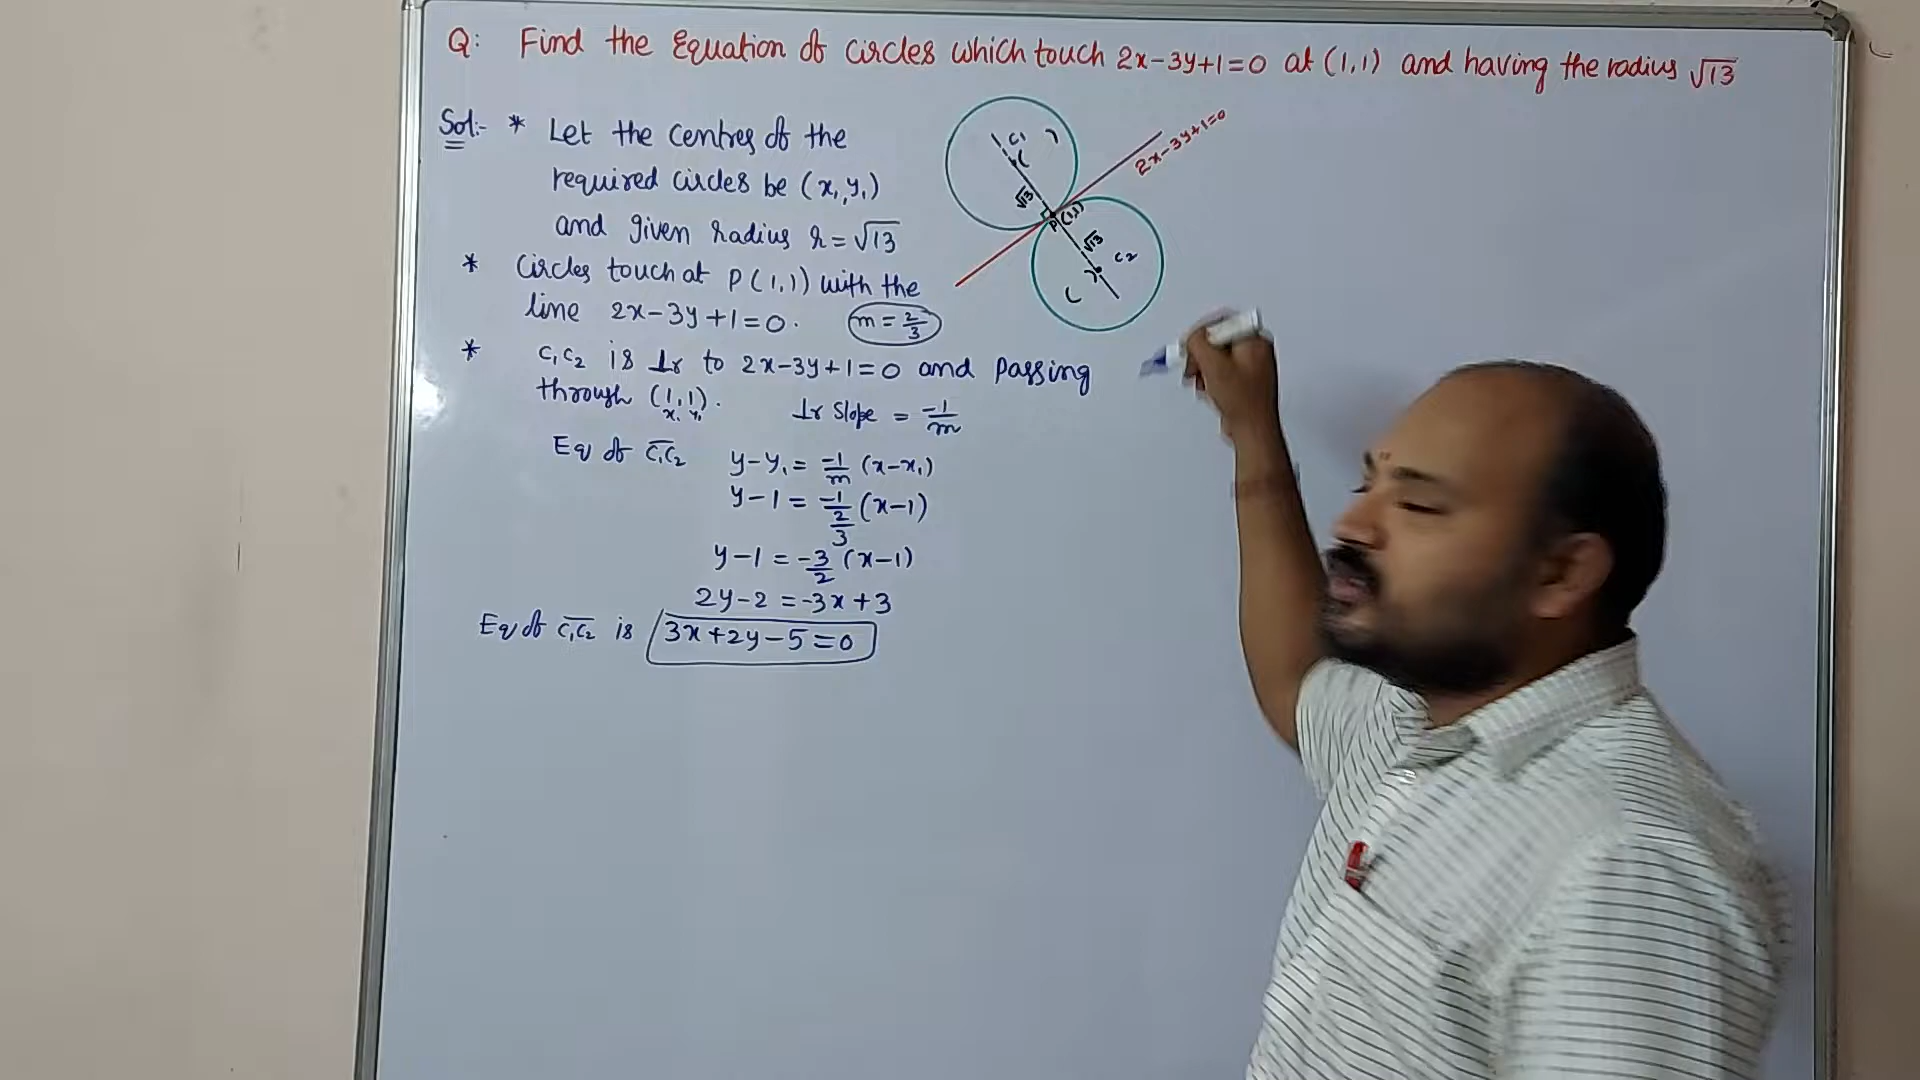 Q: Find the Equation of circles which touch 2x-3y+1=0 at (1,1) and having the radius √13
Sol:- * Let the centres of the
required circles be (x₁,y₁)
and given radius r=√13
* Circles touch at P(1,1) with the
line 2x-3y+1=0. m=2/3
* C₁C₂ is ⊥r to 2x-3y+1=0 and passing
through (1,1).
x₁ y₁
⊥r slope = -1/m
Eq of C₁C₂ y-y₁ = -1/m (x-x₁)
y-1 = -1/(2/3) (x-1)
y-1 = -3/2 (x-1)
2y-2 = -3x+3
Eq of C₁C₂ is 3x+2y-5=0
C₁
√13
P(1,1)
√13
C₂
2x-3y+1=0